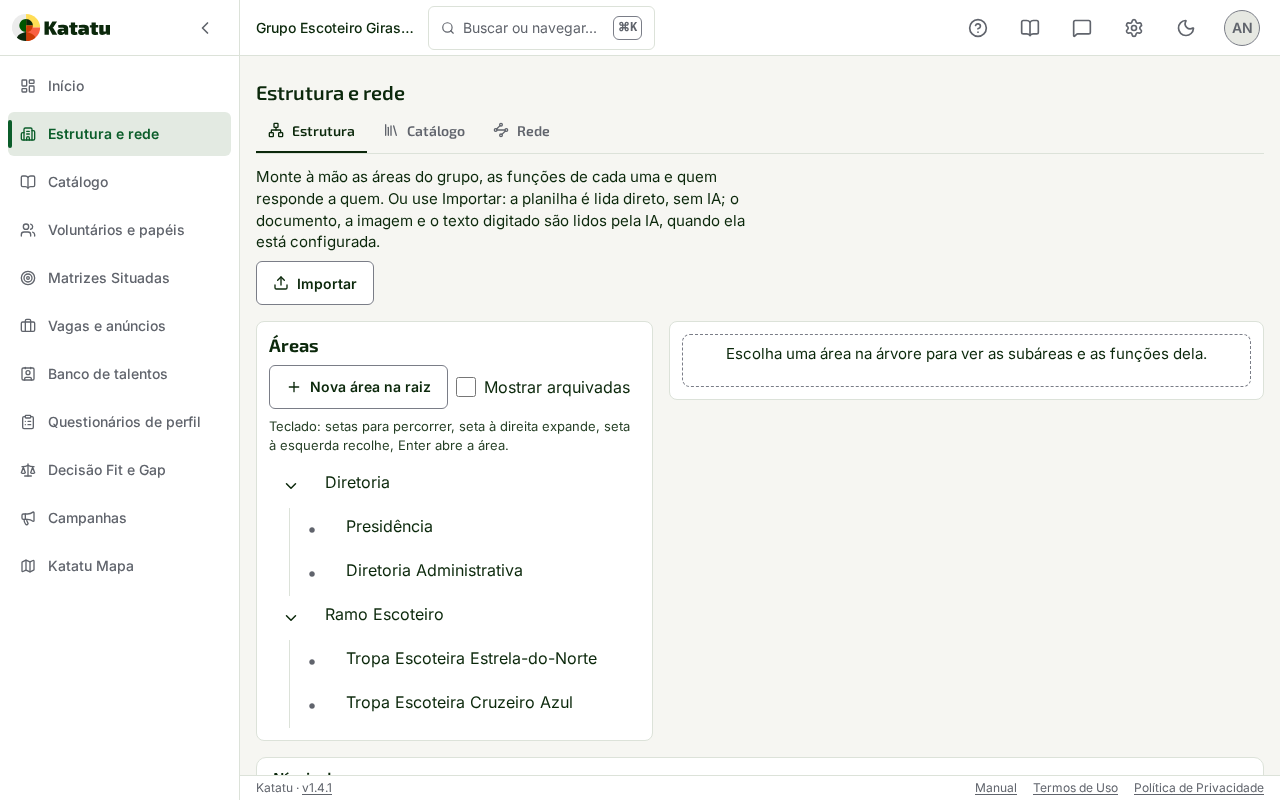 Katatu
Grupo Escoteiro Giras...
Buscar ou navegar...
⌘K
AN
Início
Estrutura e rede
Catálogo
Voluntários e papéis
Matrizes Situadas
Vagas e anúncios
Banco de talentos
Questionários de perfil
Decisão Fit e Gap
Campanhas
Katatu Mapa
Estrutura e rede
Estrutura
Catálogo
Rede
Monte à mão as áreas do grupo, as funções de cada uma e quem
responde a quem. Ou use Importar: a planilha é lida direto, sem IA; o
documento, a imagem e o texto digitado são lidos pela IA, quando ela
está configurada.
Importar
Áreas
Nova área na raiz
Mostrar arquivadas
Teclado: setas para percorrer, seta à direita expande, seta
à esquerda recolhe, Enter abre a área.
Diretoria
Presidência
Diretoria Administrativa
Ramo Escoteiro
Tropa Escoteira Estrela-do-Norte
Tropa Escoteira Cruzeiro Azul
Escolha uma área na árvore para ver as subáreas e as funções dela.
Katatu · v1.4.1
Manual
Termos de Uso
Política de Privacidade